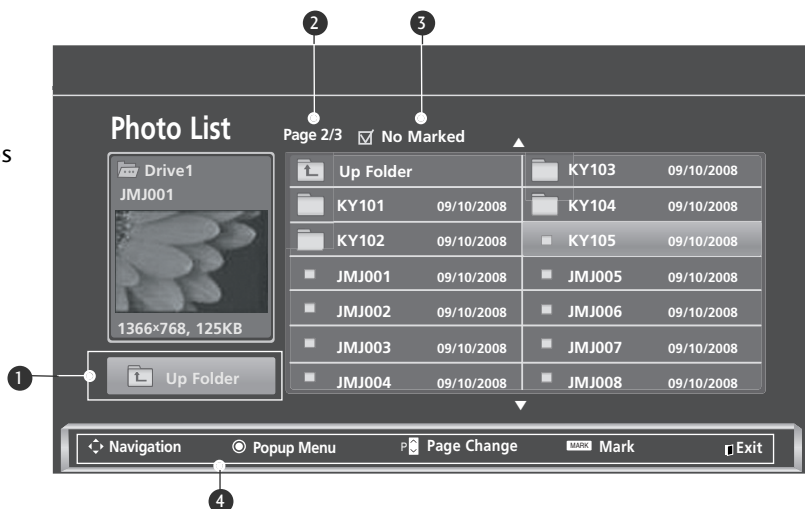 2 3
Photo List Page 2/3 No Marked
s
Drive1
JMJ001
1366×768, 125KB
1 Up Folder
Up Folder
KY101 09/10/2008
KY102 09/10/2008
JMJ001 09/10/2008
JMJ002 09/10/2008
JMJ003 09/10/2008
JMJ004 09/10/2008
KY103 09/10/2008
KY104 09/10/2008
KY105 09/10/2008
JMJ005 09/10/2008
JMJ006 09/10/2008
JMJ007 09/10/2008
JMJ008 09/10/2008
Navigation Popup Menu P Page Change MARK Mark Exit
4